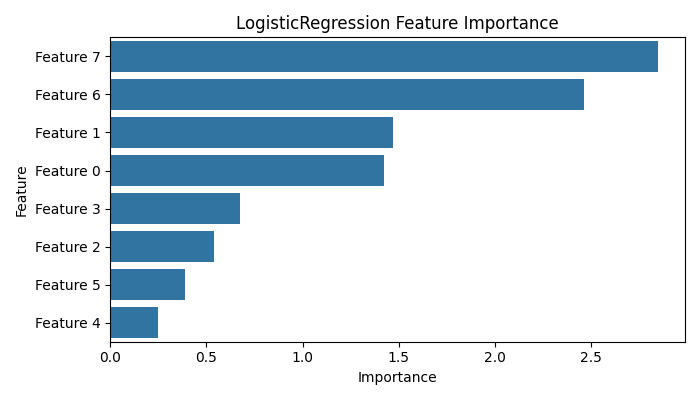 LogisticRegression Feature Importance
Feature
Feature 7
Feature 6
Feature 1
Feature 0
Feature 3
Feature 2
Feature 5
Feature 4
0.0 0.5 1.0 1.5 2.0 2.5
Importance